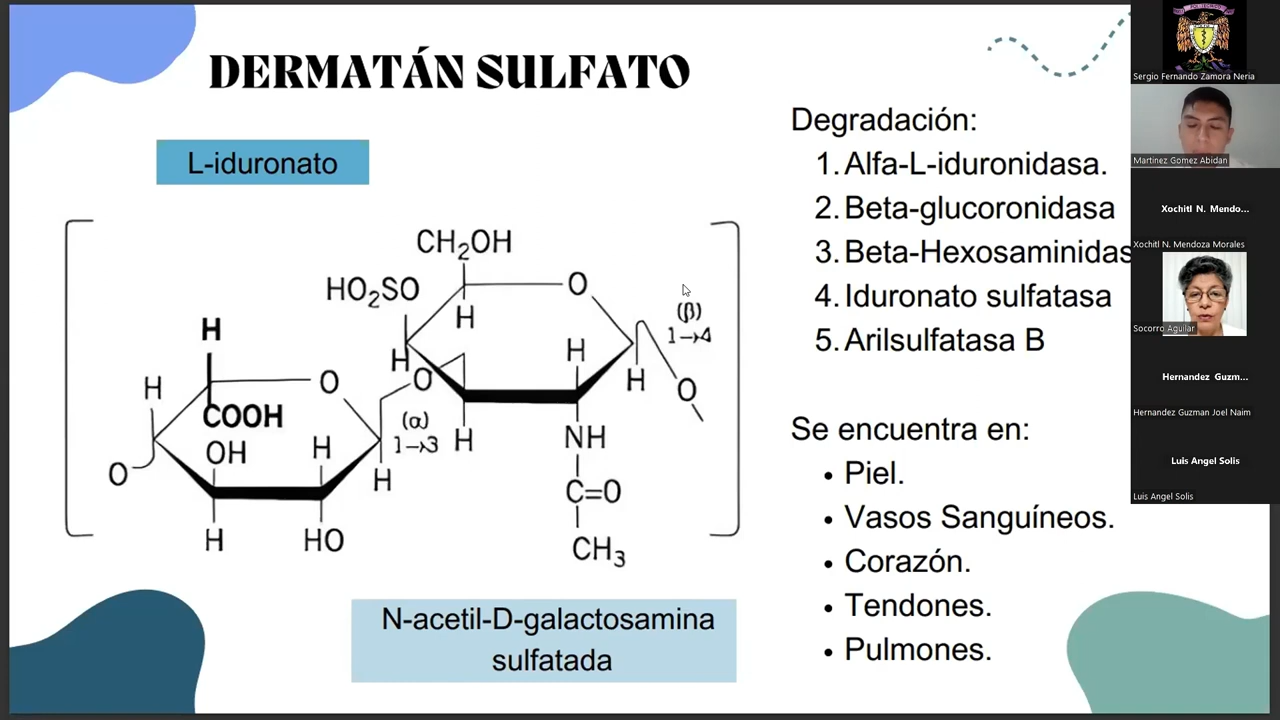 DERMATÁN SULFATO
L-iduronato
CH₂OH
HO₂SO
O
H
(β)
1→4
H
H
H
O
H
O
H
O
COOH
(α)
1→3
OH
H
H
NH
O
H
C=O
H
HO
CH₃
N-acetil-D-galactosamina
sulfatada
Degradación:
1. Alfa-L-iduronidasa.
2. Beta-glucoronidasa
3. Beta-Hexosaminidas
4. Iduronato sulfatasa
5. Arilsulfatasa B
Se encuentra en:
• Piel.
• Vasos Sanguíneos.
• Corazón.
• Tendones.
• Pulmones.
Sergio Fernando Zamora Neria
Martinez Gomez Abidan
Xochitl N. Mendo...
Xochitl N. Mendoza Morales
Socorro Aguilar
Hernandez Guzm...
Hernandez Guzman Joel Naim
Luis Angel Solis
Luis Angel Solis